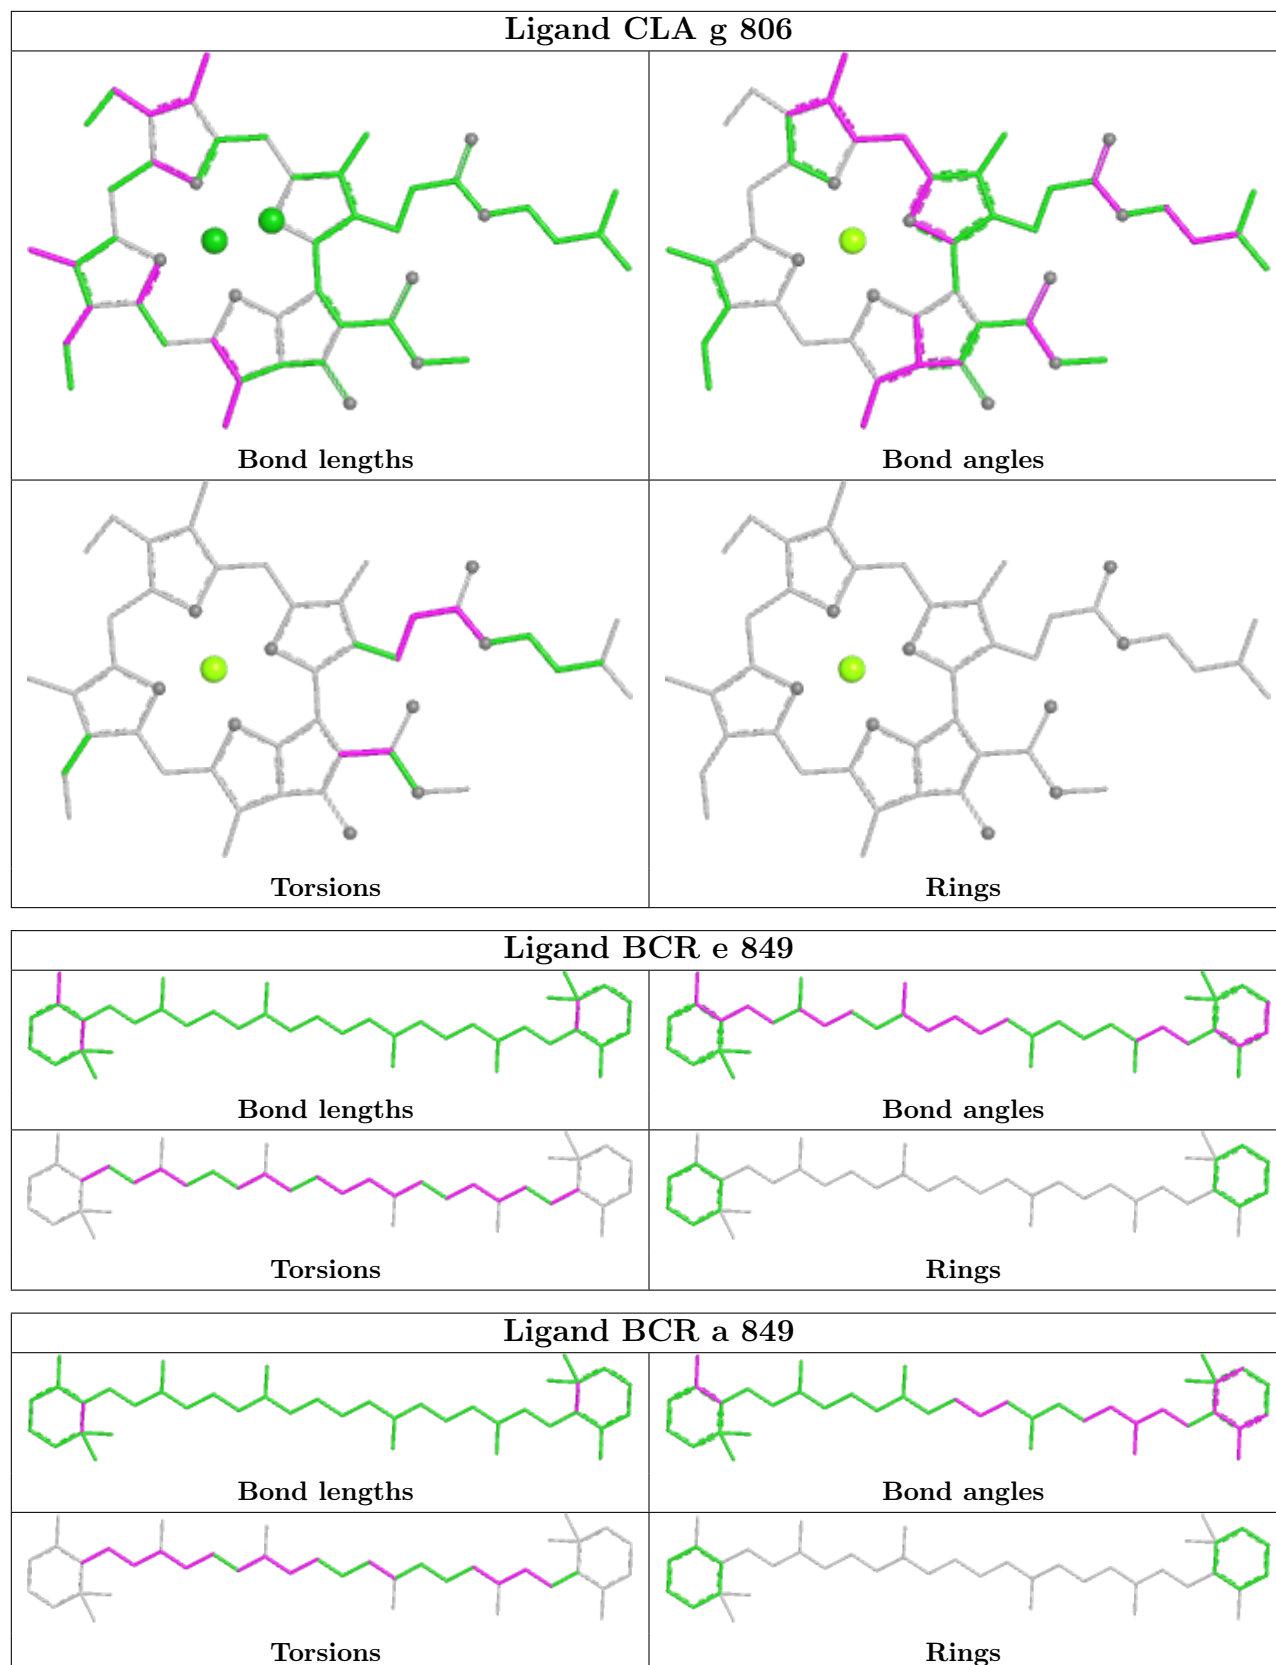 Ligand CLA g 806
Bond lengths
Bond angles
Torsions
Rings
Ligand BCR e 849
Bond lengths
Bond angles
Torsions
Rings
Ligand BCR a 849
Bond lengths
Bond angles
Torsions
Rings